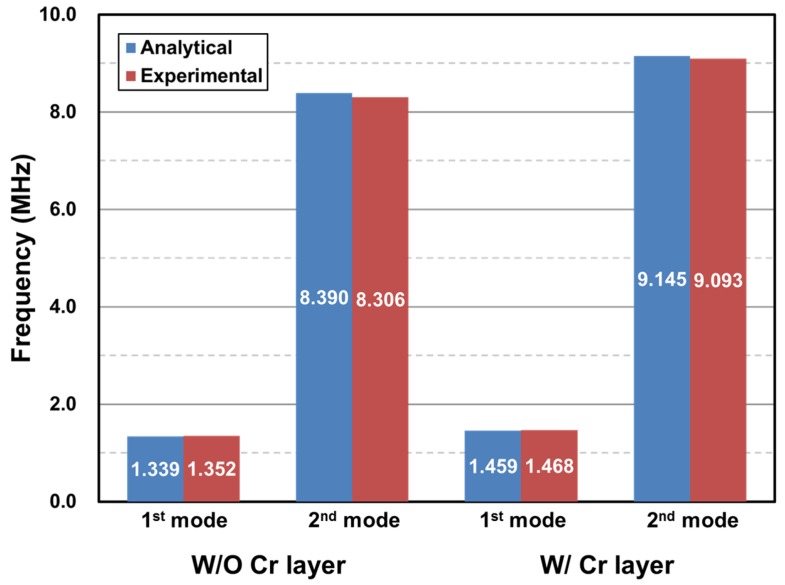 10.0
8.0
6.0
4.0
2.0
0.0
Frequency (MHz)
Analytical
Experimental
1.339 1.352
8.390 8.306
1.459 1.468
9.145 9.093
1st mode 2nd mode 1st mode 2nd mode
W/O Cr layer W/ Cr layer